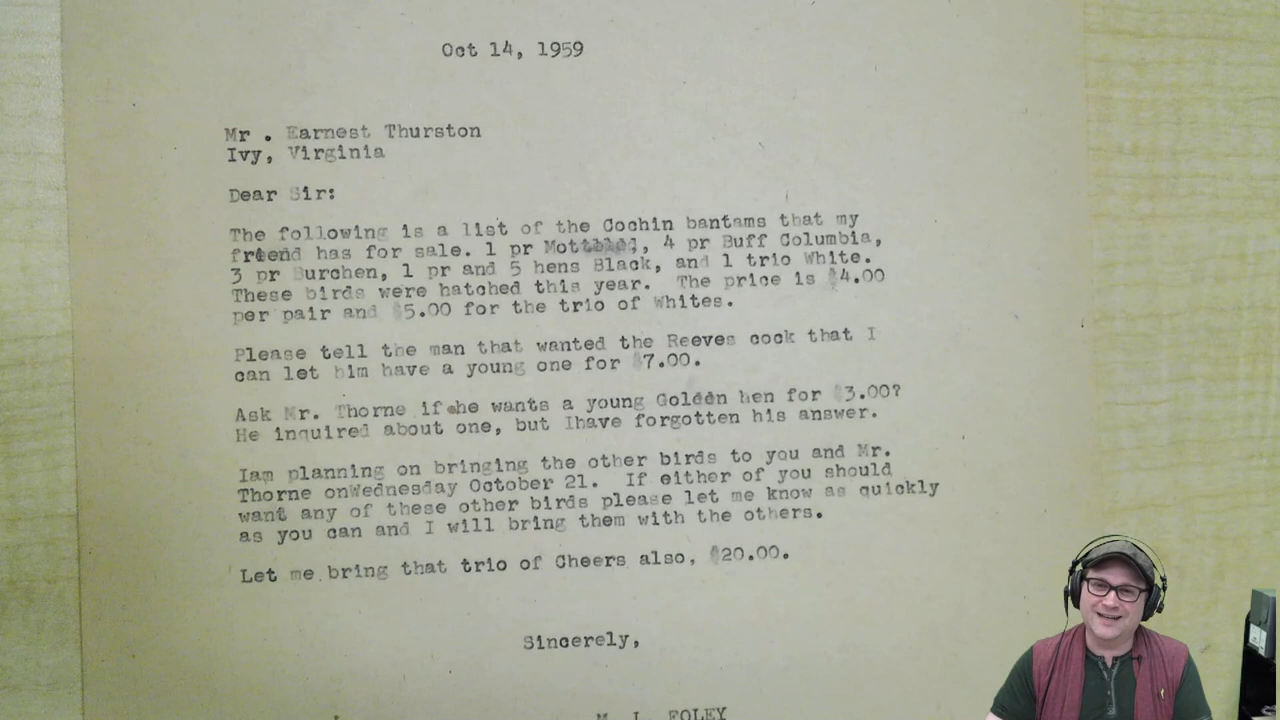 Oct 14, 1959
Mr . Earnest Thurston
Ivy, Virginia
Dear Sir:
The following is a list of the Cochin bantams that my
friend has for sale. 1 pr Mottbled, 4 pr Buff Columbia,
3 pr Burchen, 1 pr and 5 hens Black, and 1 trio White.
These birds were hatched this year. The price is $4.00
per pair and $5.00 for the trio of Whites.
Please tell the man that wanted the Reeves cock that I
can let him have a young one for $7.00.
Ask Mr. Thorne if he wants a young Golden hen for $3.00?
He inquired about one, but Ihave forgotten his answer.
Iam planning on bringing the other birds to you and Mr.
Thorne onWednesday October 21. If either of you should
want any of these other birds please let me know as quickly
as you can and I will bring them with the others.
Let me bring that trio of Cheers also, $20.00.
Sincerely,
M. L. FOLEY